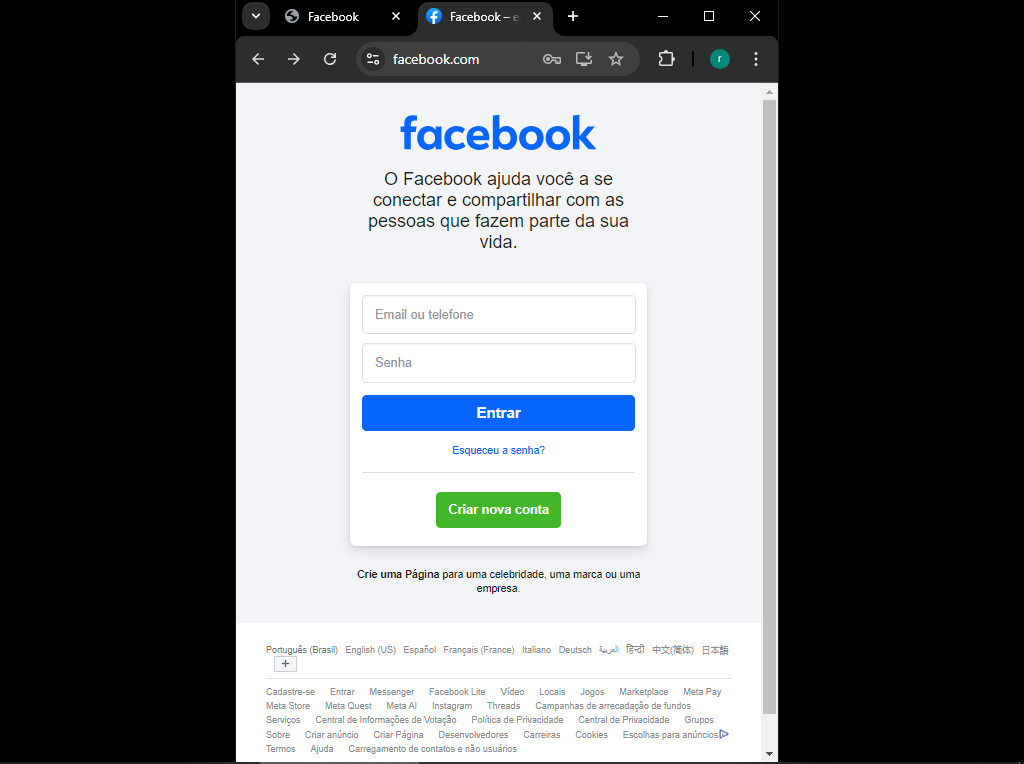 Facebook
Facebook – e
facebook.com
r
facebook
O Facebook ajuda você a se
conectar e compartilhar com as
pessoas que fazem parte da sua
vida.
Email ou telefone
Senha
Entrar
Esqueceu a senha?
Criar nova conta
Crie uma Página para uma celebridade, uma marca ou uma
empresa.
Português (Brasil) English (US) Español Français (France) Italiano Deutsch العربية हिन्दी 中文(简体) 日本語
+
Cadastre-se Entrar Messenger Facebook Lite Vídeo Locais Jogos Marketplace Meta Pay
Meta Store Meta Quest Meta AI Instagram Threads Campanhas de arrecadação de fundos
Serviços Central de Informações de Votação Política de Privacidade Central de Privacidade Grupos
Sobre Criar anúncio Criar Página Desenvolvedores Carreiras Cookies Escolhas para anúncios
Termos Ajuda Carregamento de contatos e não usuários